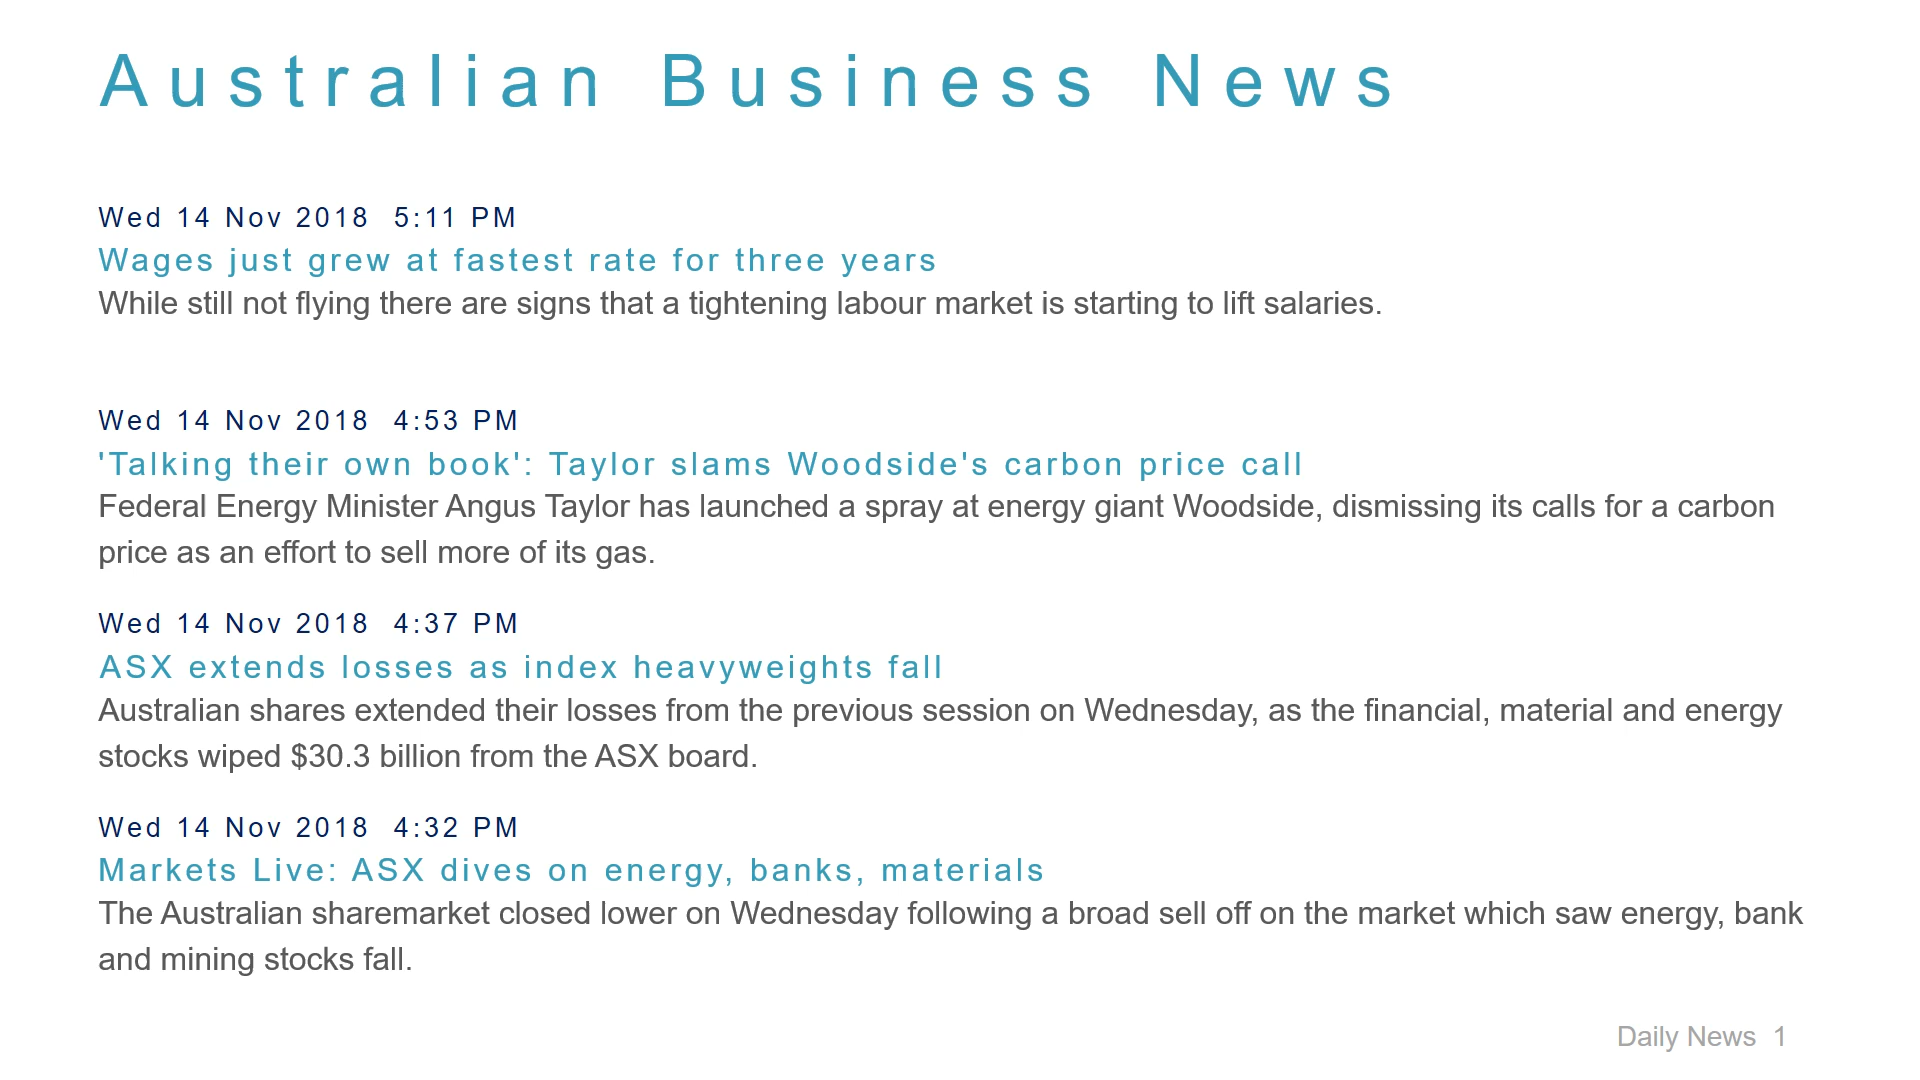 Australian Business News
Wed 14 Nov 2018  5:11 PM
Wages just grew at fastest rate for three years
While still not flying there are signs that a tightening labour market is starting to lift salaries.
Wed 14 Nov 2018  4:53 PM
'Talking their own book': Taylor slams Woodside's carbon price call
Federal Energy Minister Angus Taylor has launched a spray at energy giant Woodside, dismissing its calls for a carbon
price as an effort to sell more of its gas.
Wed 14 Nov 2018  4:37 PM
ASX extends losses as index heavyweights fall
Australian shares extended their losses from the previous session on Wednesday, as the financial, material and energy
stocks wiped $30.3 billion from the ASX board.
Wed 14 Nov 2018  4:32 PM
Markets Live: ASX dives on energy, banks, materials
The Australian sharemarket closed lower on Wednesday following a broad sell off on the market which saw energy, bank
and mining stocks fall.
Daily News  1